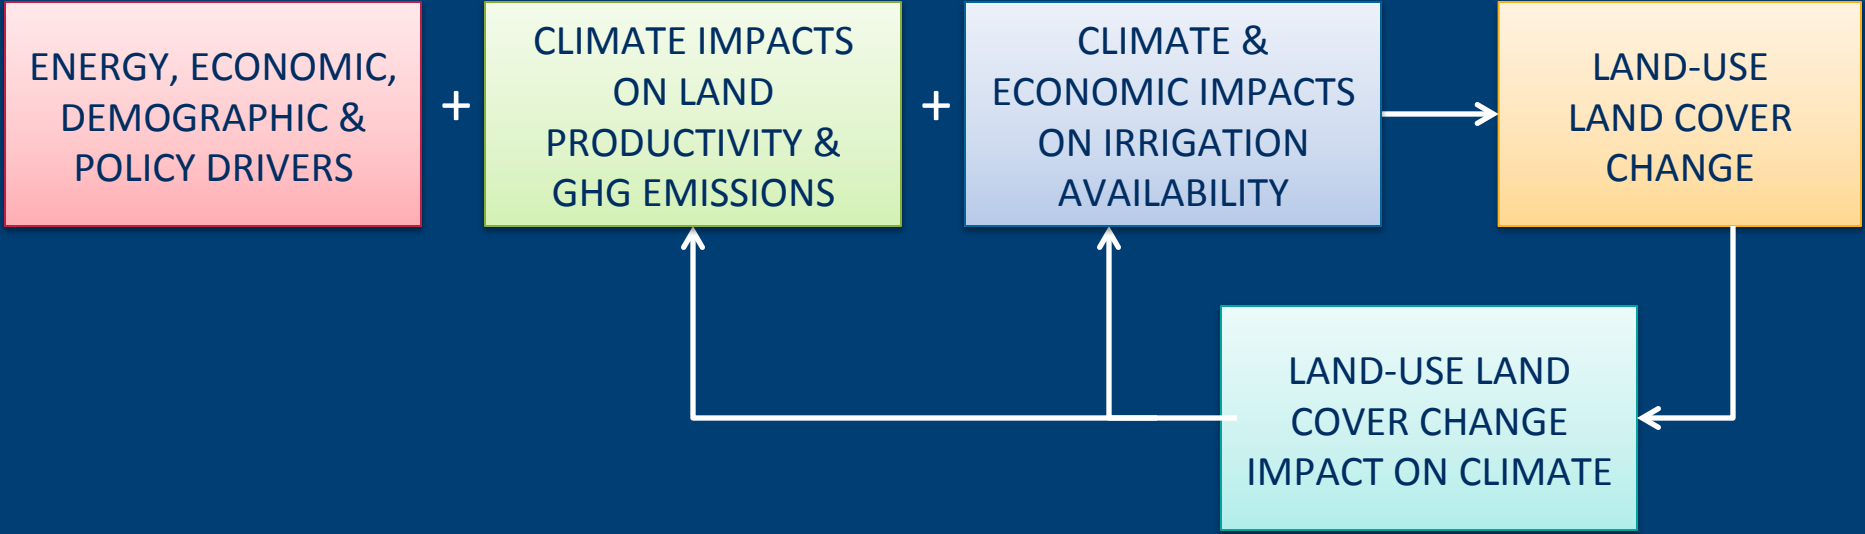 ENERGY, ECONOMIC,
DEMOGRAPHIC &
POLICY DRIVERS
+
CLIMATE IMPACTS
ON LAND
PRODUCTIVITY &
GHG EMISSIONS
+
CLIMATE &
ECONOMIC IMPACTS
ON IRRIGATION
AVAILABILITY
LAND-USE
LAND COVER
CHANGE
LAND-USE LAND
COVER CHANGE
IMPACT ON CLIMATE